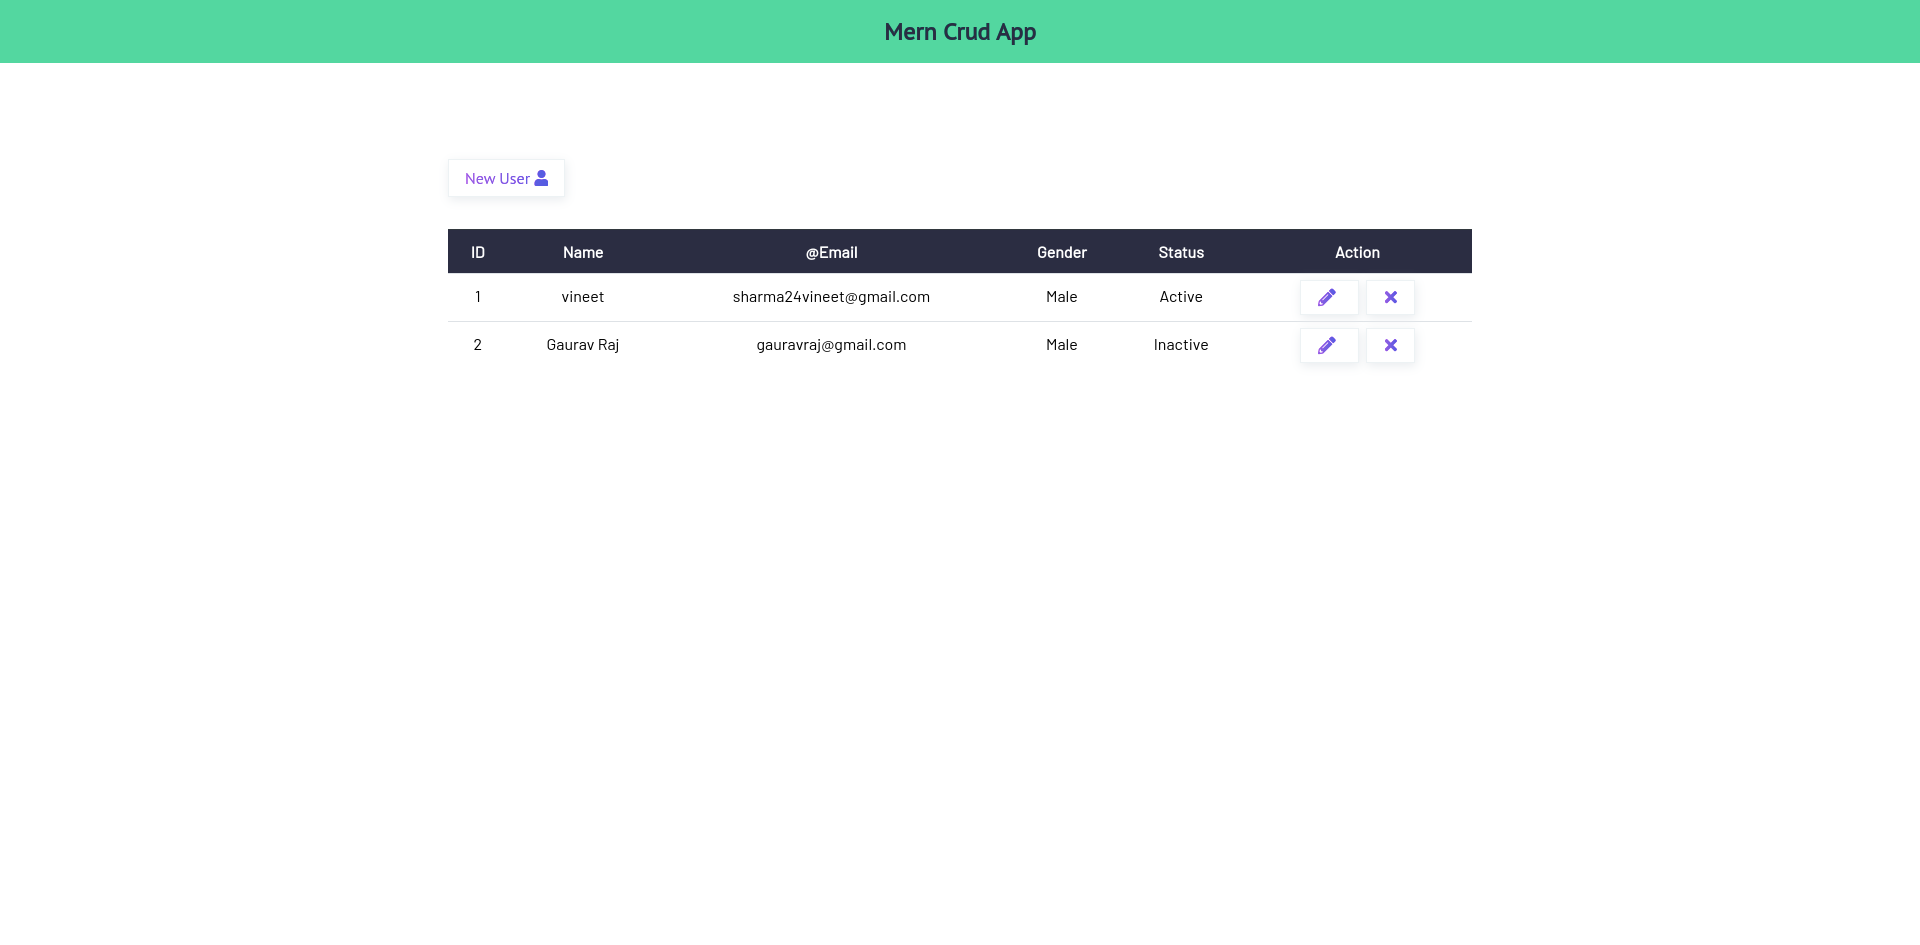 Mern Crud App
New User
ID Name @Email Gender Status Action
1 vineet sharma24vineet@gmail.com Male Active
2 Gaurav Raj gauravraj@gmail.com Male Inactive